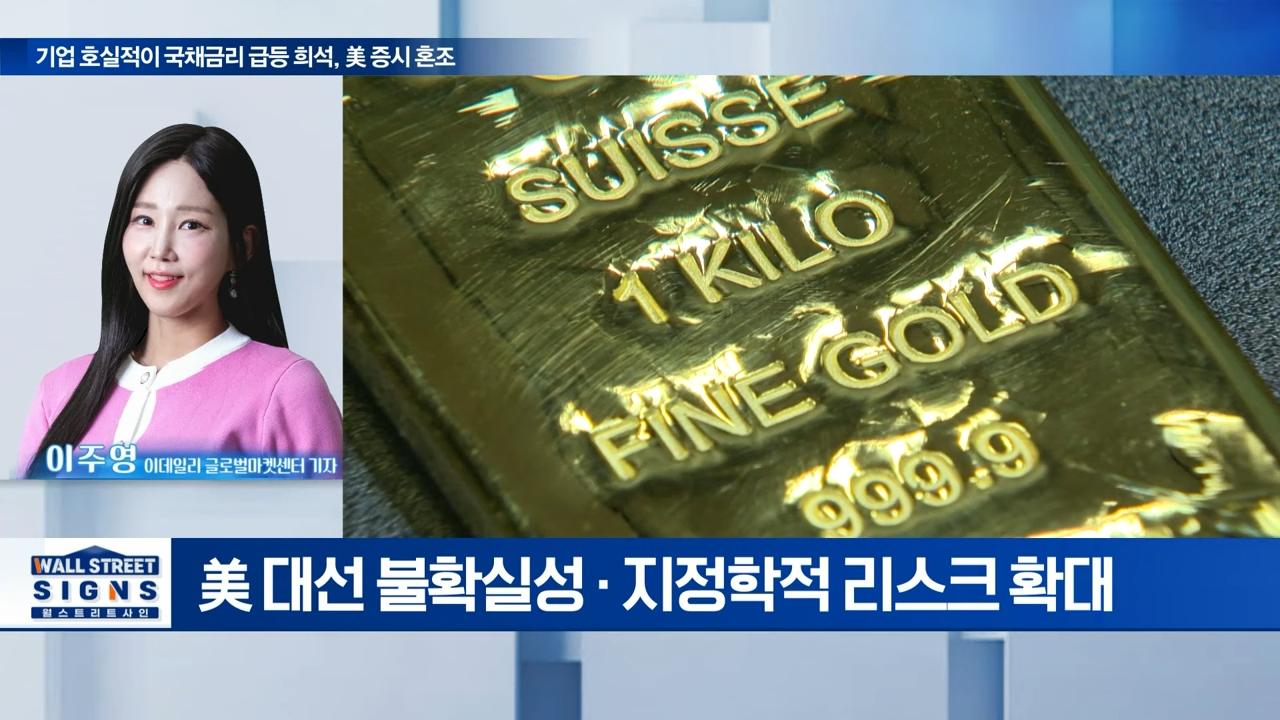 기업 호실적이 국채금리 급등 희석, 美 증시 혼조
SUISSE
1 KILO
FINE GOLD
999.9
이주영 이데일리 글로벌마켓센터 기자
WALL STREET
SIGNS
월스트리트사인
美 대선 불확실성 · 지정학적 리스크 확대